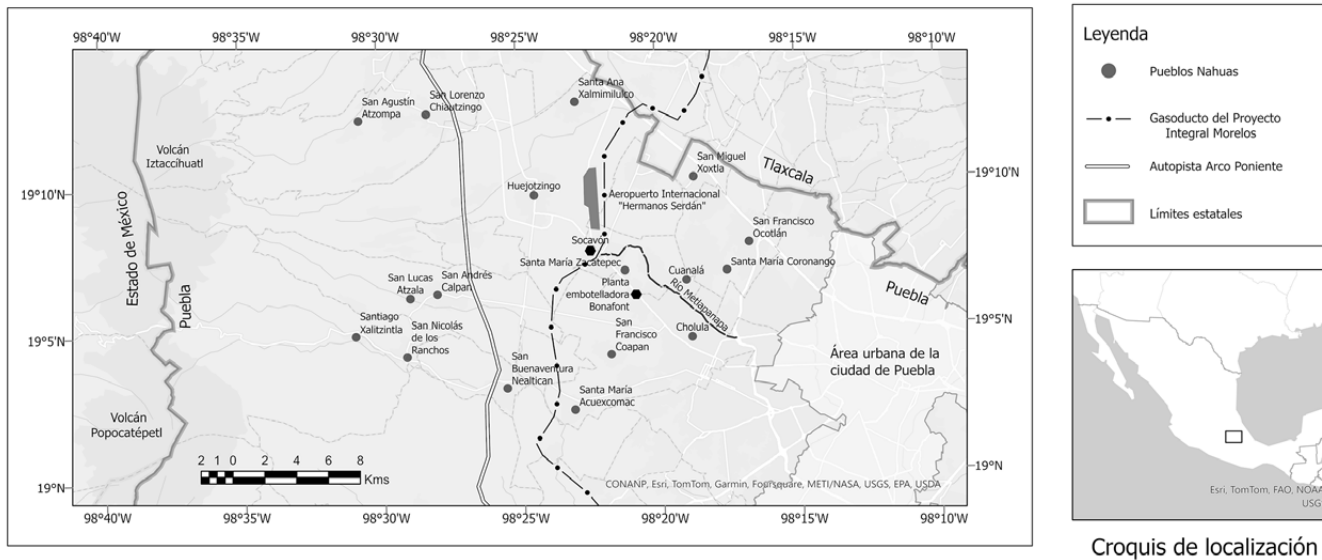 98°40'W 98°35'W 98°30'W 98°25'W 98°20'W 98°15'W 98°10'W
Santa Ana
Xalmimilulco
San Agustín
Atzompa
San Lorenzo
Chiautzingo
Volcán
Iztaccíhuatl
San Miguel
Xoxtla
Tlaxcala
19°10'N
19°10'N
Huejotzingo
Aeropuerto Internacional
"Hermanos Serdán"
San Francisco
Ocotlán
Estado de México
Puebla
Socavón
Santa María Zacatepec
Santa María Coronango
Cuanalá
Planta
embotelladora
Bonafont
Río Metlapanapa
Puebla
San Lucas
Atzala
San Andrés
Calpan
Santiago
Xalitzintla
San Nicolás
de los
Ranchos
San
Francisco
Coapan
Cholula
19°5'N
19°5'N
Área urbana de la
ciudad de Puebla
San
Buenaventura
Nealtican
Santa María
Acuexcomac
Volcán
Popocatépetl
2 1 0 2 4 6 8
Kms
19°N
19°N
CONANP, Esri, TomTom, Garmin, Foursquare, METI/NASA, USGS, EPA, USDA
98°40'W 98°35'W 98°30'W 98°25'W 98°20'W 98°15'W 98°10'W
Leyenda
Pueblos Nahuas
Gasoducto del Proyecto
Integral Morelos
Autopista Arco Poniente
Límites estatales
Esri, TomTom, FAO, NOAA
USG
Croquis de localización